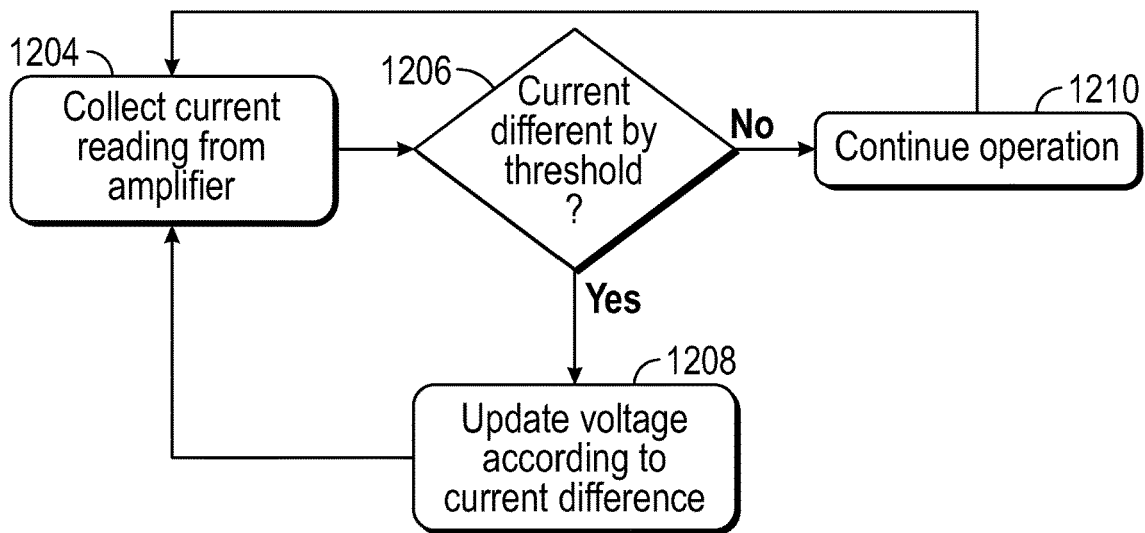 1204
Collect current
reading from
amplifier
1206
Current
different by
threshold
?
No
1210
Continue operation
Yes
1208
Update voltage
according to
current difference